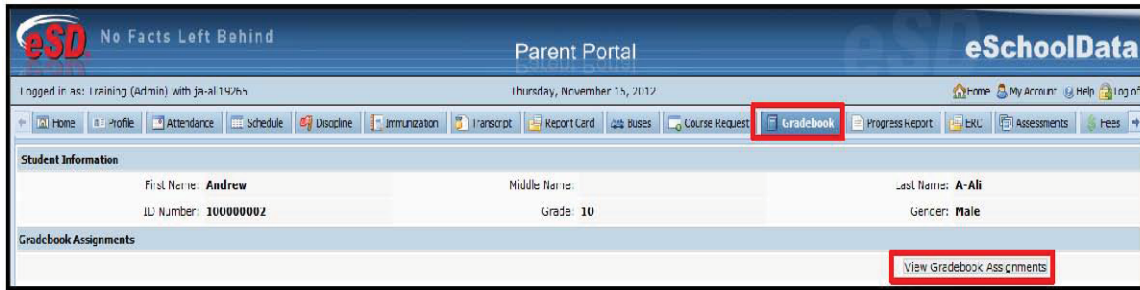 eSD No Facts Left Behind Parent Portal eSchoolData
Logged in as: Training (Admin) with ja-al19265 Thursday, November 15, 2012 Home My Account Help Log off
Home Profile Attendance Schedule Discipline Immunization Transcript Report Card Buses Course Request Gradebook Progress Report ERC Assessments Fees
Student Information
First Name: Andrew Middle Name: Last Name: A-Ali
ID Number: 100000002 Grade: 10 Gender: Male
Gradebook Assignments
View Gradebook Assignments